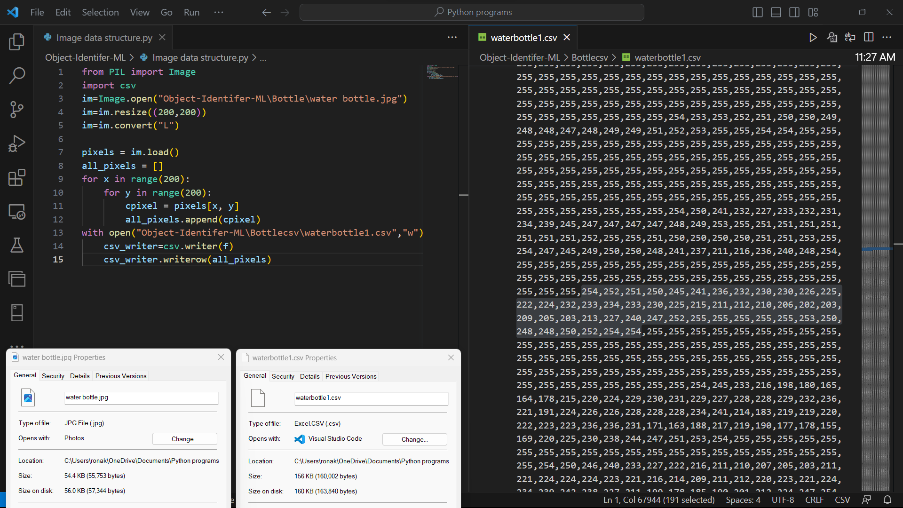 File Edit Selection View Go Run ··· Python programs
Image data structure.py
Object-Identifer-ML > Bottle > Image data structure.py > ...
1 from PIL import Image
2 import csv
3 im=Image.open("Object-Identifer-ML\Bottle\water bottle.jpg")
4 im=im.resize((200,200))
5 im=im.convert("L")
6
7 pixels = im.load()
8 all_pixels = []
9 for x in range(200):
10 for y in range(200):
11 cpixel = pixels[x, y]
12 all_pixels.append(cpixel)
13 with open("Object-Identifer-ML\Bottlecsv\waterbottle1.csv","w")
14 csv_writer=csv.writer(f)
15 csv_writer.writerow(all_pixels)
waterbottle1.csv
Object-Identifer-ML > Bottlecsv > waterbottle1.csv
11:27 AM
255,255,255,255,255,255,255,255,255,255,255,255,255,
255,255,255,255,255,255,255,255,255,255,255,255,255,
255,255,255,255,255,255,255,255,255,255,255,255,255,
255,255,255,255,255,255,255,255,255,255,255,255,255,
255,255,255,255,255,255,254,253,253,252,251,250,250,249,
248,248,247,248,249,249,251,252,253,255,255,254,254,255,
255,255,255,255,255,255,255,255,255,255,255,255,255,
255,255,255,255,255,255,255,255,255,255,255,255,255,
255,255,255,255,255,255,255,255,255,255,255,255,255,
255,255,255,255,255,255,255,255,255,255,255,255,255,
255,255,255,255,255,255,254,250,241,232,227,233,232,231,
234,239,245,247,247,247,248,249,253,255,251,251,251,251,
251,251,251,252,255,255,251,250,250,250,250,251,251,253,
254,247,245,249,250,250,248,241,237,211,216,236,240,248,254,
255,255,255,255,255,255,255,255,255,255,255,255,255,
255,255,255,255,255,255,255,255,255,255,255,255,255,
255,255,255,254,252,251,250,245,241,236,232,230,230,226,225,
222,224,232,233,234,233,230,225,215,211,212,210,206,202,203,
209,205,203,213,227,240,247,252,255,255,255,255,255,253,250,
248,248,250,252,254,254,255,255,255,255,255,255,255,
255,255,255,255,255,255,255,255,255,255,255,255,255,
255,255,255,255,255,255,255,255,255,255,255,255,255,
255,255,255,255,255,255,255,255,255,255,255,255,255,
255,255,255,255,255,255,254,245,233,216,198,180,165,
164,178,215,220,224,230,231,229,227,228,228,229,232,236,
221,191,224,226,226,228,228,228,234,241,214,183,219,219,220,
222,223,223,236,236,231,171,163,188,217,219,190,177,178,155,
169,220,225,230,238,244,247,251,253,254,255,255,255,255,
255,255,255,255,255,255,255,255,255,255,255,255,255,
255,254,250,246,240,233,227,222,216,211,210,207,205,203,211,
221,224,224,224,223,221,216,214,209,211,212,220,223,221,224,
water bottle.jpg Properties
General Security Details Previous Versions
water bottle.jpg
Type of file: JPG File (.jpg)
Opens with: Photos Change
Location: C:\Users\ronak\OneDrive\Documents\Python programs
Size: 54.4 KB (55,753 bytes)
Size on disk: 56.0 KB (57,344 bytes)
waterbottle1.csv Properties
General Security Details Previous Versions
waterbottle1.csv
Type of file: Excel.CSV (.csv)
Opens with: Visual Studio Code Change...
Location: C:\Users\ronak\OneDrive\Documents\Python programs
Size: 156 KB (160,002 bytes)
Size on disk: 160 KB (163,840 bytes)
Ln 1, Col 6/944 (191 selected) Spaces: 4 UTF-8 CRLF CSV